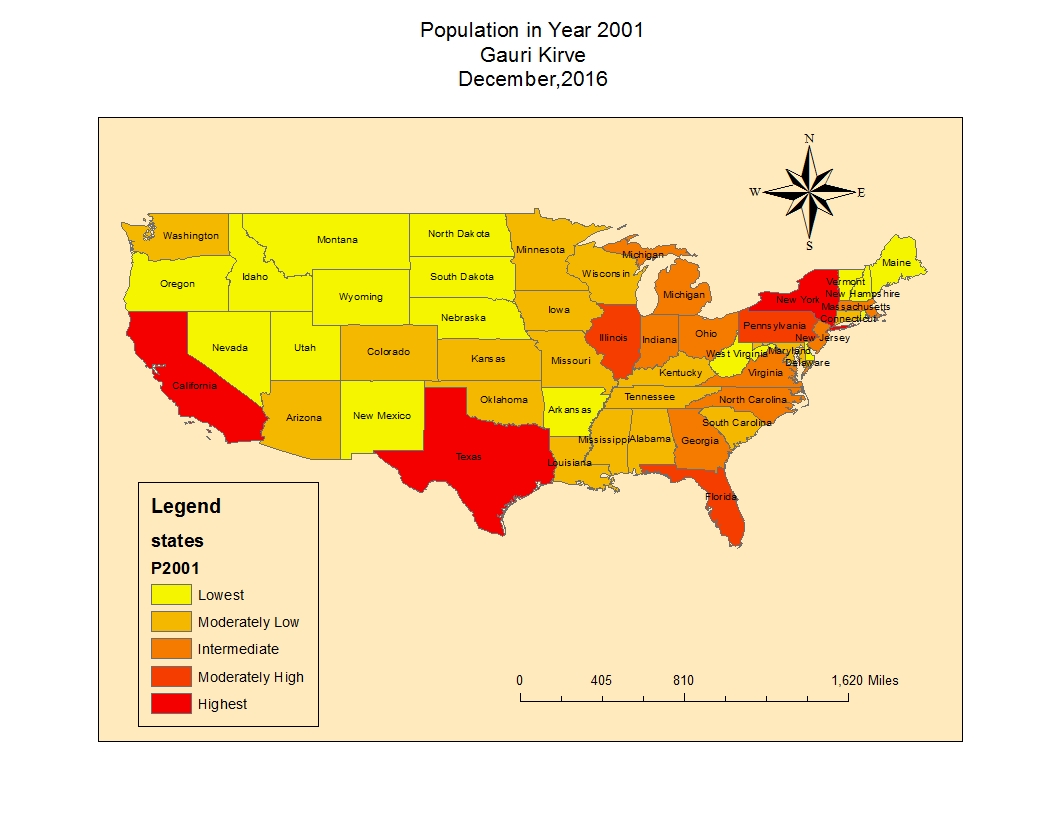 Population in Year 2001
Gauri Kirve
December,2016
N
W
E
S
Washington
Montana
North Dakota
Minnesota
Michigan
Maine
Oregon
Idaho
South Dakota
Wisconsin
Vermont
Wyoming
Michigan
New Hampshire
New York
Massachusetts
Nebraska
Iowa
Connecticut
Pennsylvania
Nevada
Utah
Colorado
Kansas
Missouri
Illinois
Indiana
Ohio
New Jersey
West Virginia
Maryland
Delaware
California
Kentucky
Virginia
Arizona
New Mexico
Oklahoma
Arkansas
Tennessee
North Carolina
South Carolina
Texas
Louisiana
Mississippi
Alabama
Georgia
Florida
Legend
states
P2001
Lowest
Moderately Low
Intermediate
Moderately High
Highest
0 405 810 1,620 Miles